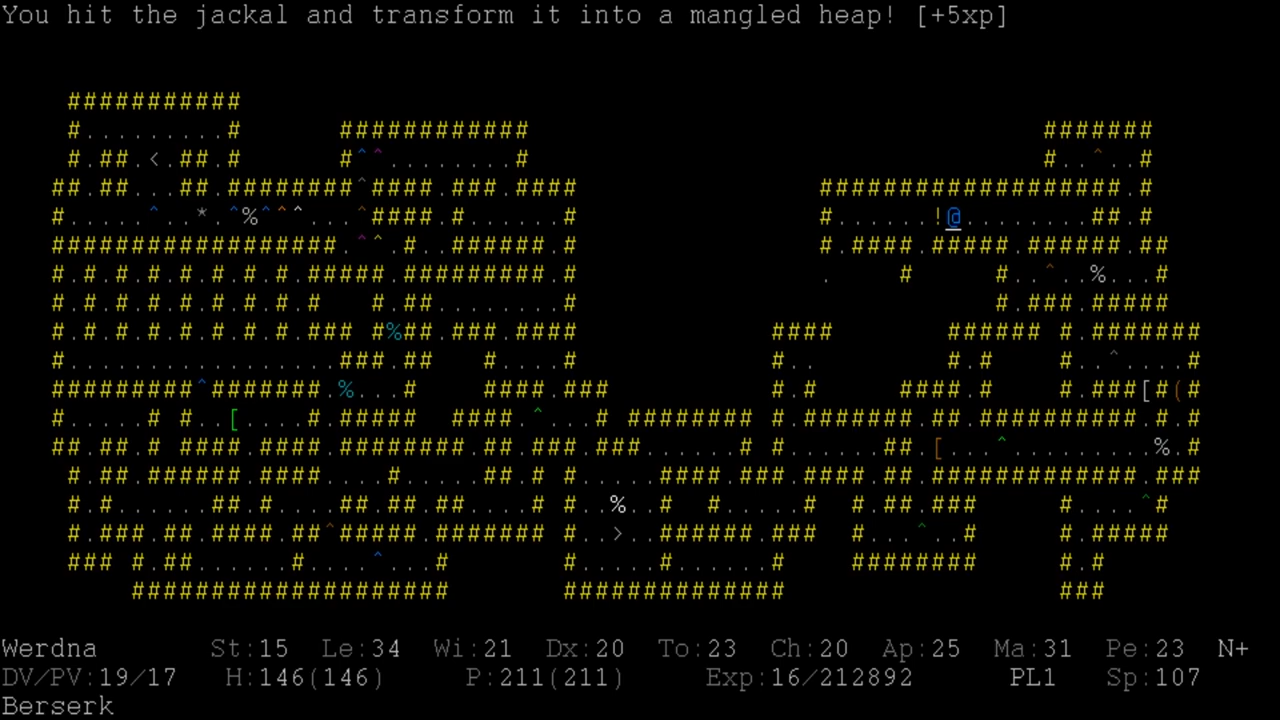 You hit the jackal and transform it into a mangled heap! [+5xp]
Werdna St:15 Le:34 Wi:21 Dx:20 To:23 Ch:20 Ap:25 Ma:31 Pe:23 N+
DV/PV:19/17 H:146(146) P:211(211) Exp:16/212892 PL1 Sp:107
Berserk